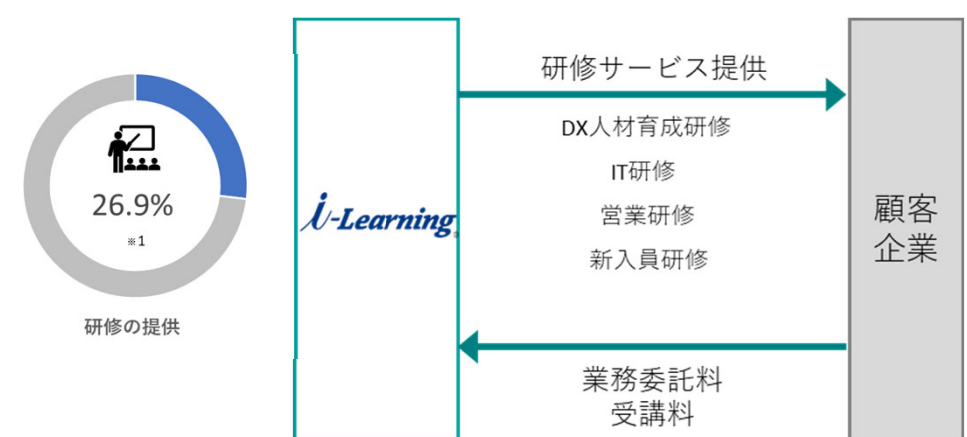 26.9%
※1
研修の提供
i-Learning®
研修サービス提供
DX人材育成研修
IT研修
営業研修
新入員研修
業務委託料
受講料
顧客
企業